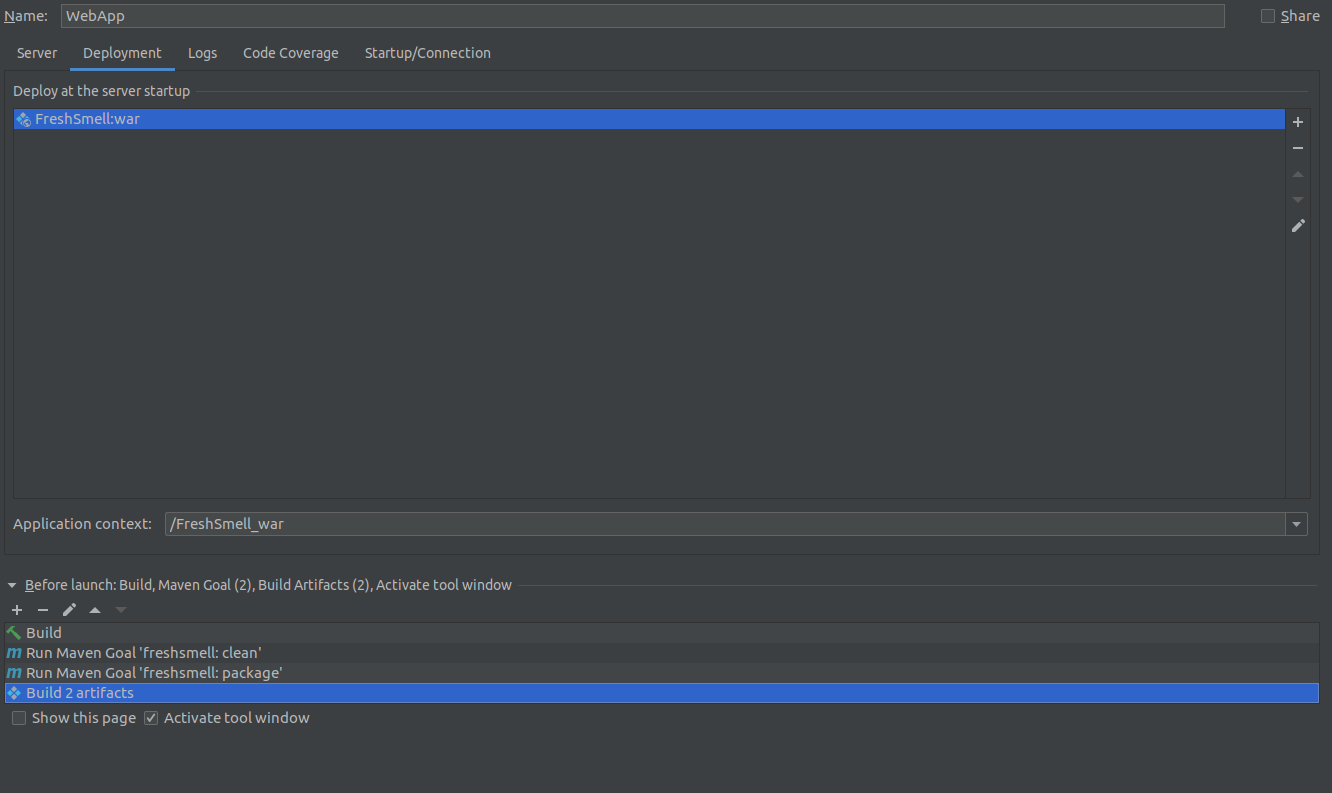 Name: WebApp Share
Server Deployment Logs Code Coverage Startup/Connection
Deploy at the server startup
FreshSmell:war
Application context: /FreshSmell_war
Before launch: Build, Maven Goal (2), Build Artifacts (2), Activate tool window
Build
m Run Maven Goal 'freshsmell: clean'
m Run Maven Goal 'freshsmell: package'
Build 2 artifacts
Show this page Activate tool window